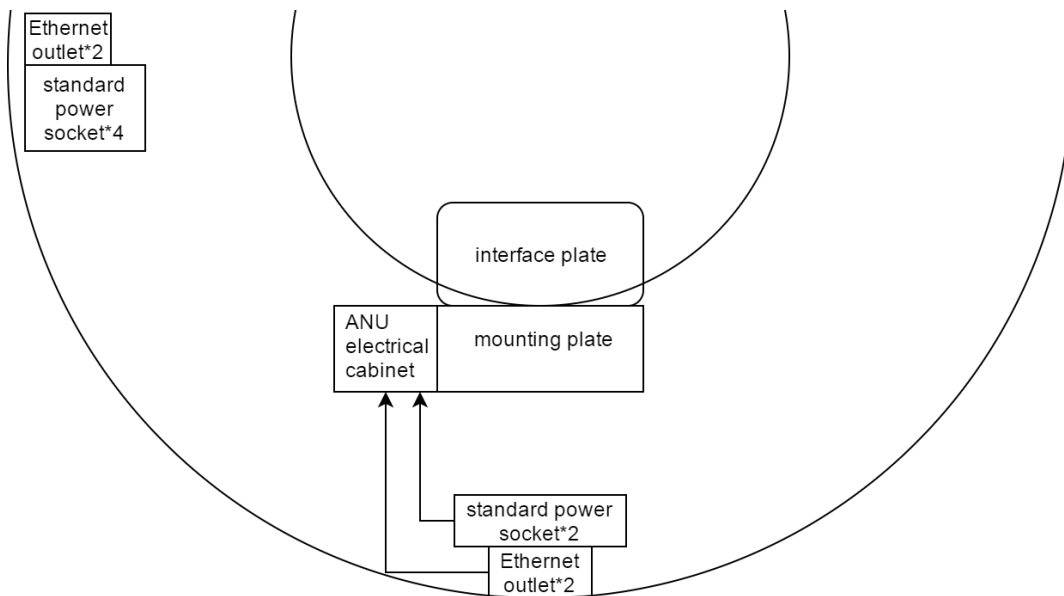 Ethernet
outlet*2
standard
power
socket*4
interface plate
ANU
electrical
cabinet
mounting plate
standard power
socket*2
Ethernet
outlet*2